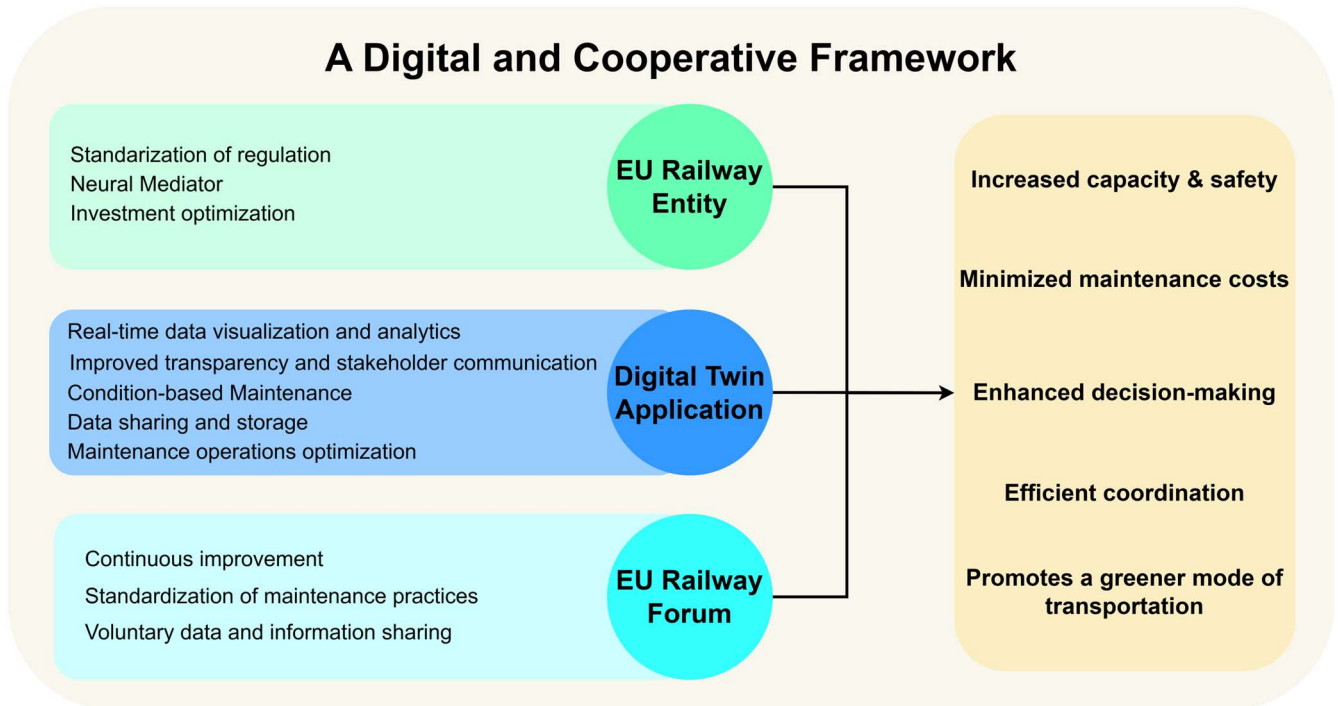 A Digital and Cooperative Framework
Standarization of regulation
Neural Mediator
Investment optimization
EU Railway
Entity
Real-time data visualization and analytics
Improved transparency and stakeholder communication
Condition-based Maintenance
Data sharing and storage
Maintenance operations optimization
Digital Twin
Application
Continuous improvement
Standardization of maintenance practices
Voluntary data and information sharing
EU Railway
Forum
Increased capacity & safety
Minimized maintenance costs
Enhanced decision-making
Efficient coordination
Promotes a greener mode of
transportation